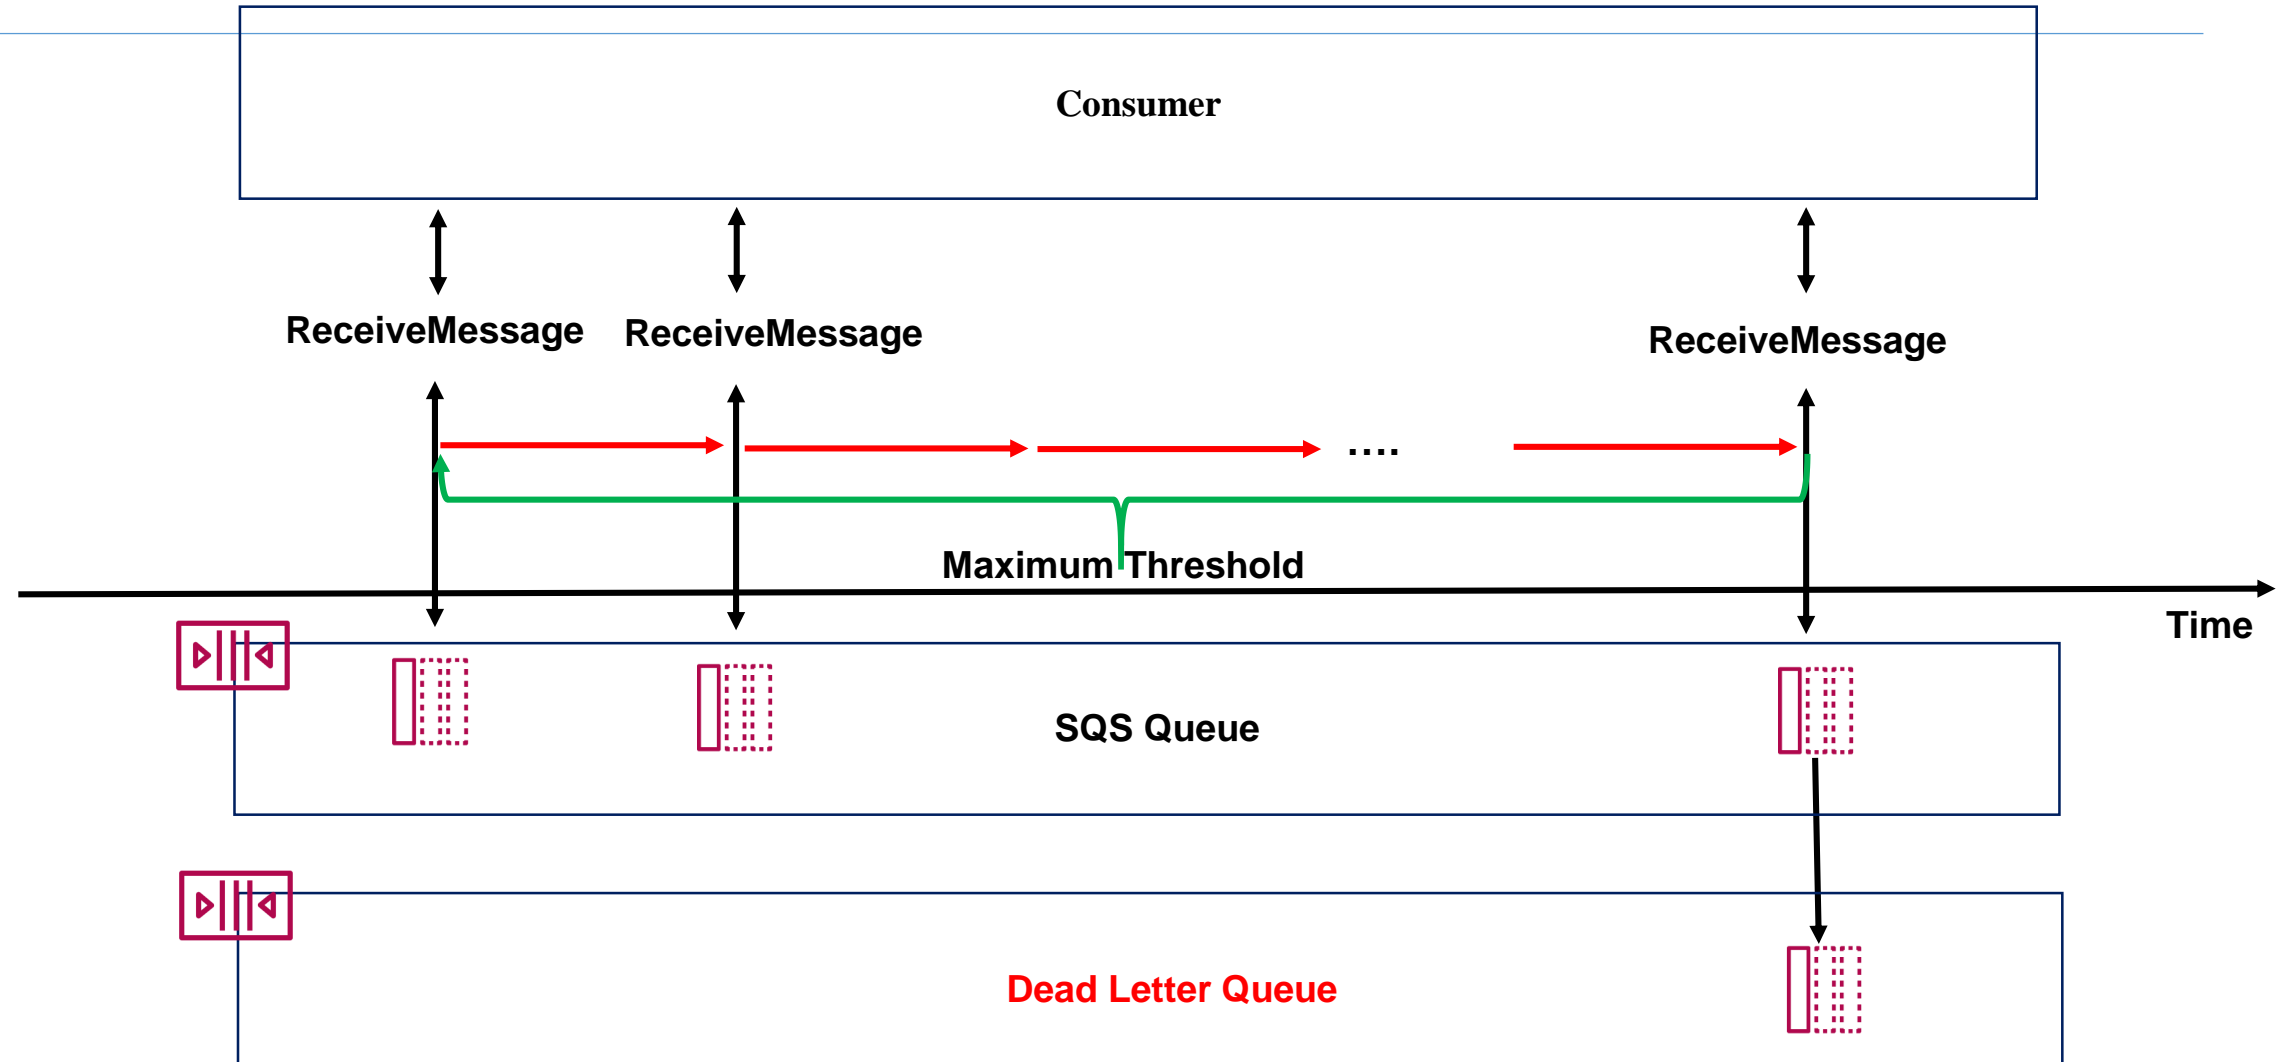 Consumer
ReceiveMessage
ReceiveMessage
ReceiveMessage
....
Maximum Threshold
Time
SQS Queue
Dead Letter Queue